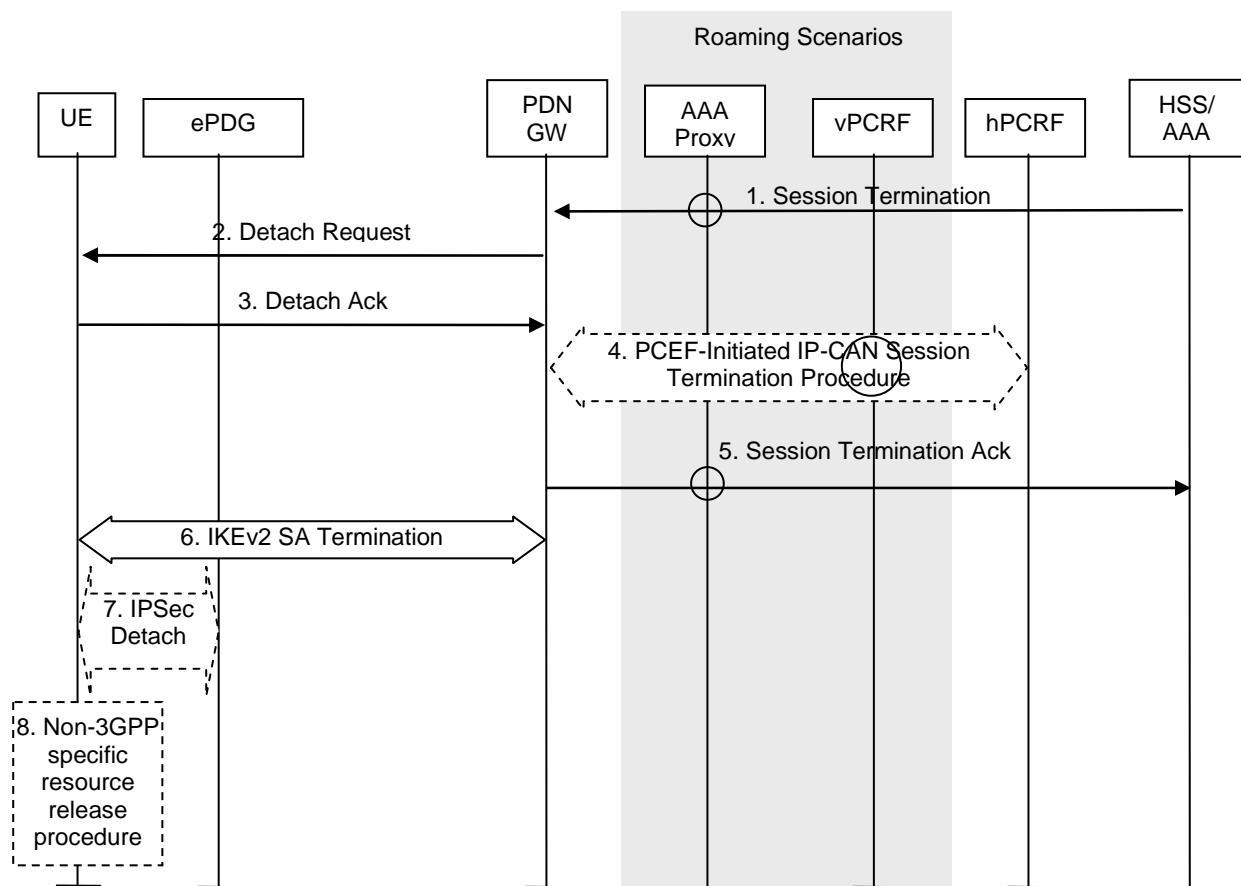 Roaming Scenarios
UE
ePDG
PDN
GW
AAA
Proxy
vPCRF
hPCRF
HSS/
AAA
1. Session Termination
2. Detach Request
3. Detach Ack
4. PCEF-Initiated IP-CAN Session
Termination Procedure
5. Session Termination Ack
6. IKEv2 SA Termination
7. IPSec
Detach
8. Non-3GPP
specific
resource
release
procedure